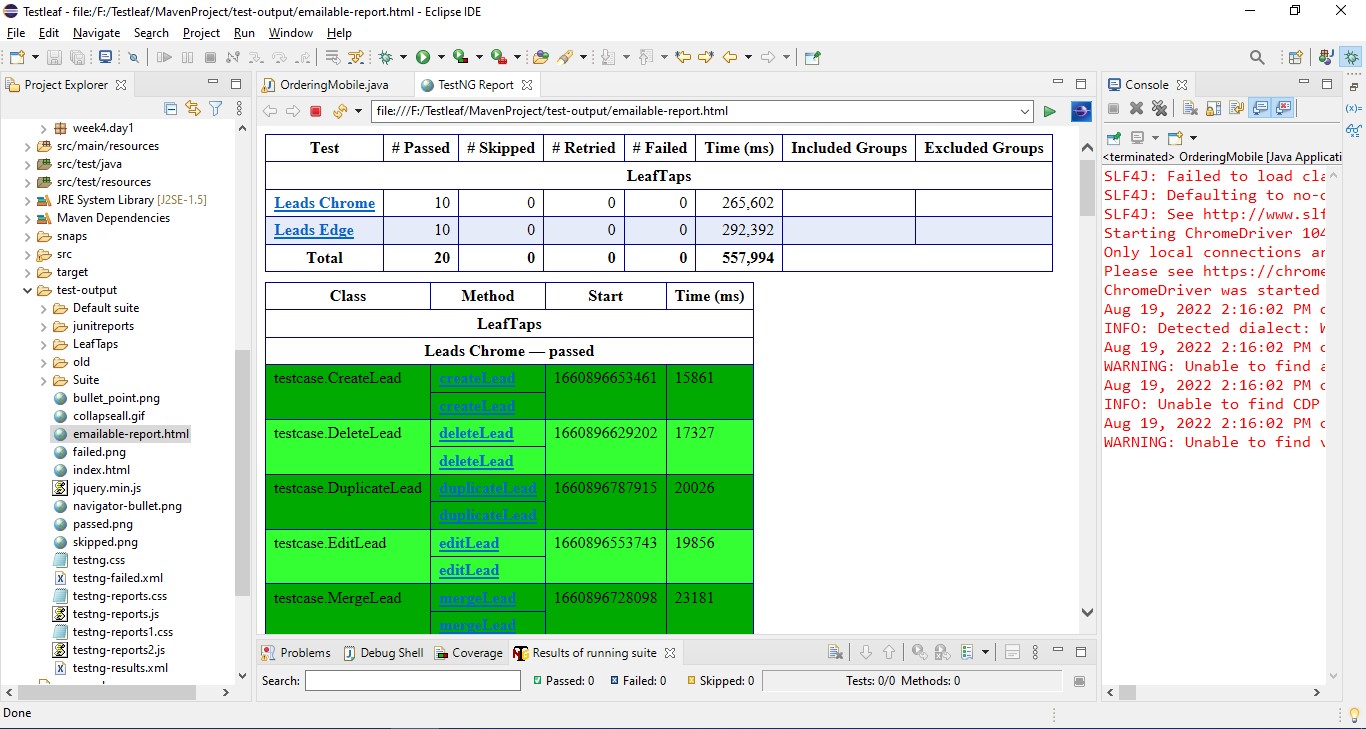 Testleaf - file:/F:/Testleaf/MavenProject/test-output/emailable-report.html - Eclipse IDE
File Edit Navigate Search Project Run Window Help
Project Explorer
week4.day1
src/main/resources
src/test/java
src/test/resources
JRE System Library [J2SE-1.5]
Maven Dependencies
snaps
src
target
test-output
Default suite
junitreports
LeafTaps
old
Suite
bullet_point.png
collapseall.gif
emailable-report.html
failed.png
index.html
jquery.min.js
navigator-bullet.png
passed.png
skipped.png
testng.css
testng-failed.xml
testng-reports.css
testng-reports.js
testng-reports1.css
testng-reports2.js
testng-results.xml
OrderingMobile.java TestNG Report
file:///F:/Testleaf/MavenProject/test-output/emailable-report.html
Test # Passed # Skipped # Retried # Failed Time (ms) Included Groups Excluded Groups
LeafTaps
Leads Chrome 10 0 0 0 265,602
Leads Edge 10 0 0 0 292,392
Total 20 0 0 0 557,994
Class Method Start Time (ms)
LeafTaps
Leads Chrome — passed
testcase.CreateLead createLead 1660896653461 15861
createLead
testcase.DeleteLead deleteLead 1660896629202 17327
deleteLead
testcase.DuplicateLead duplicateLead 1660896787915 20026
duplicateLead
testcase.EditLead editLead 1660896553743 19856
editLead
testcase.MergeLead mergeLead 1660896728098 23181
mergeLead
Problems Debug Shell Coverage Results of running suite
Search: Passed: 0 Failed: 0 Skipped: 0 Tests: 0/0 Methods: 0
Console
<terminated> OrderingMobile [Java Applicati
SLF4J: Failed to load cla
SLF4J: Defaulting to no-o
SLF4J: See http://www.slf
Starting ChromeDriver 104
Only local connections ar
Please see https://chrome
ChromeDriver was started
Aug 19, 2022 2:16:02 PM o
INFO: Detected dialect: W
Aug 19, 2022 2:16:02 PM o
WARNING: Unable to find a
Aug 19, 2022 2:16:02 PM o
INFO: Unable to find CDP
Aug 19, 2022 2:16:02 PM o
WARNING: Unable to find v
Done